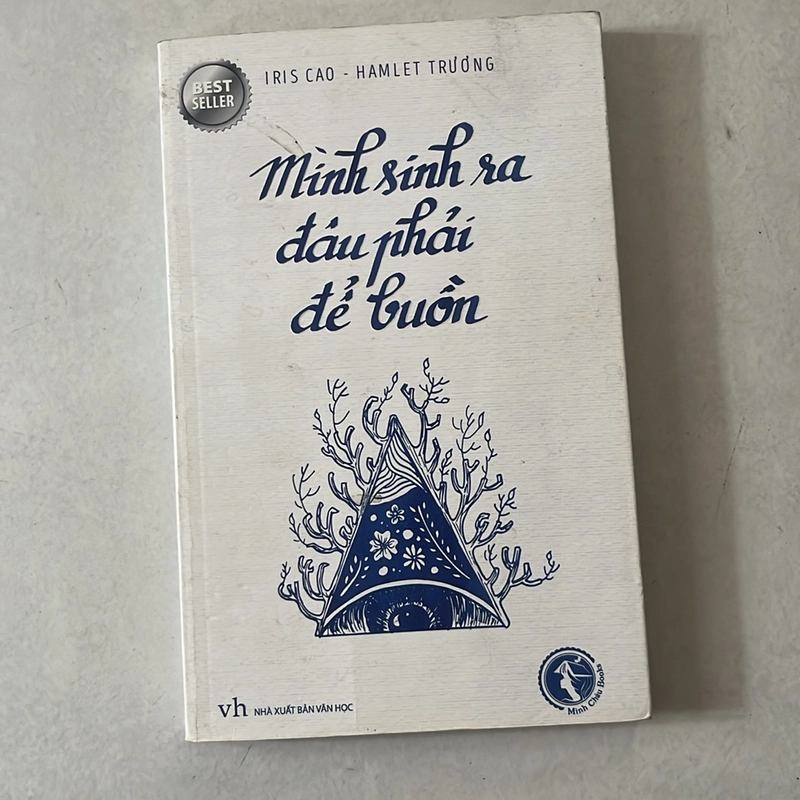 BEST
SELLER
IRIS CAO - HAMLET TRƯƠNG
Mình sinh ra
đâu phải
để buồn
vh NHÀ XUẤT BẢN VĂN HỌC
Minh Châu Books